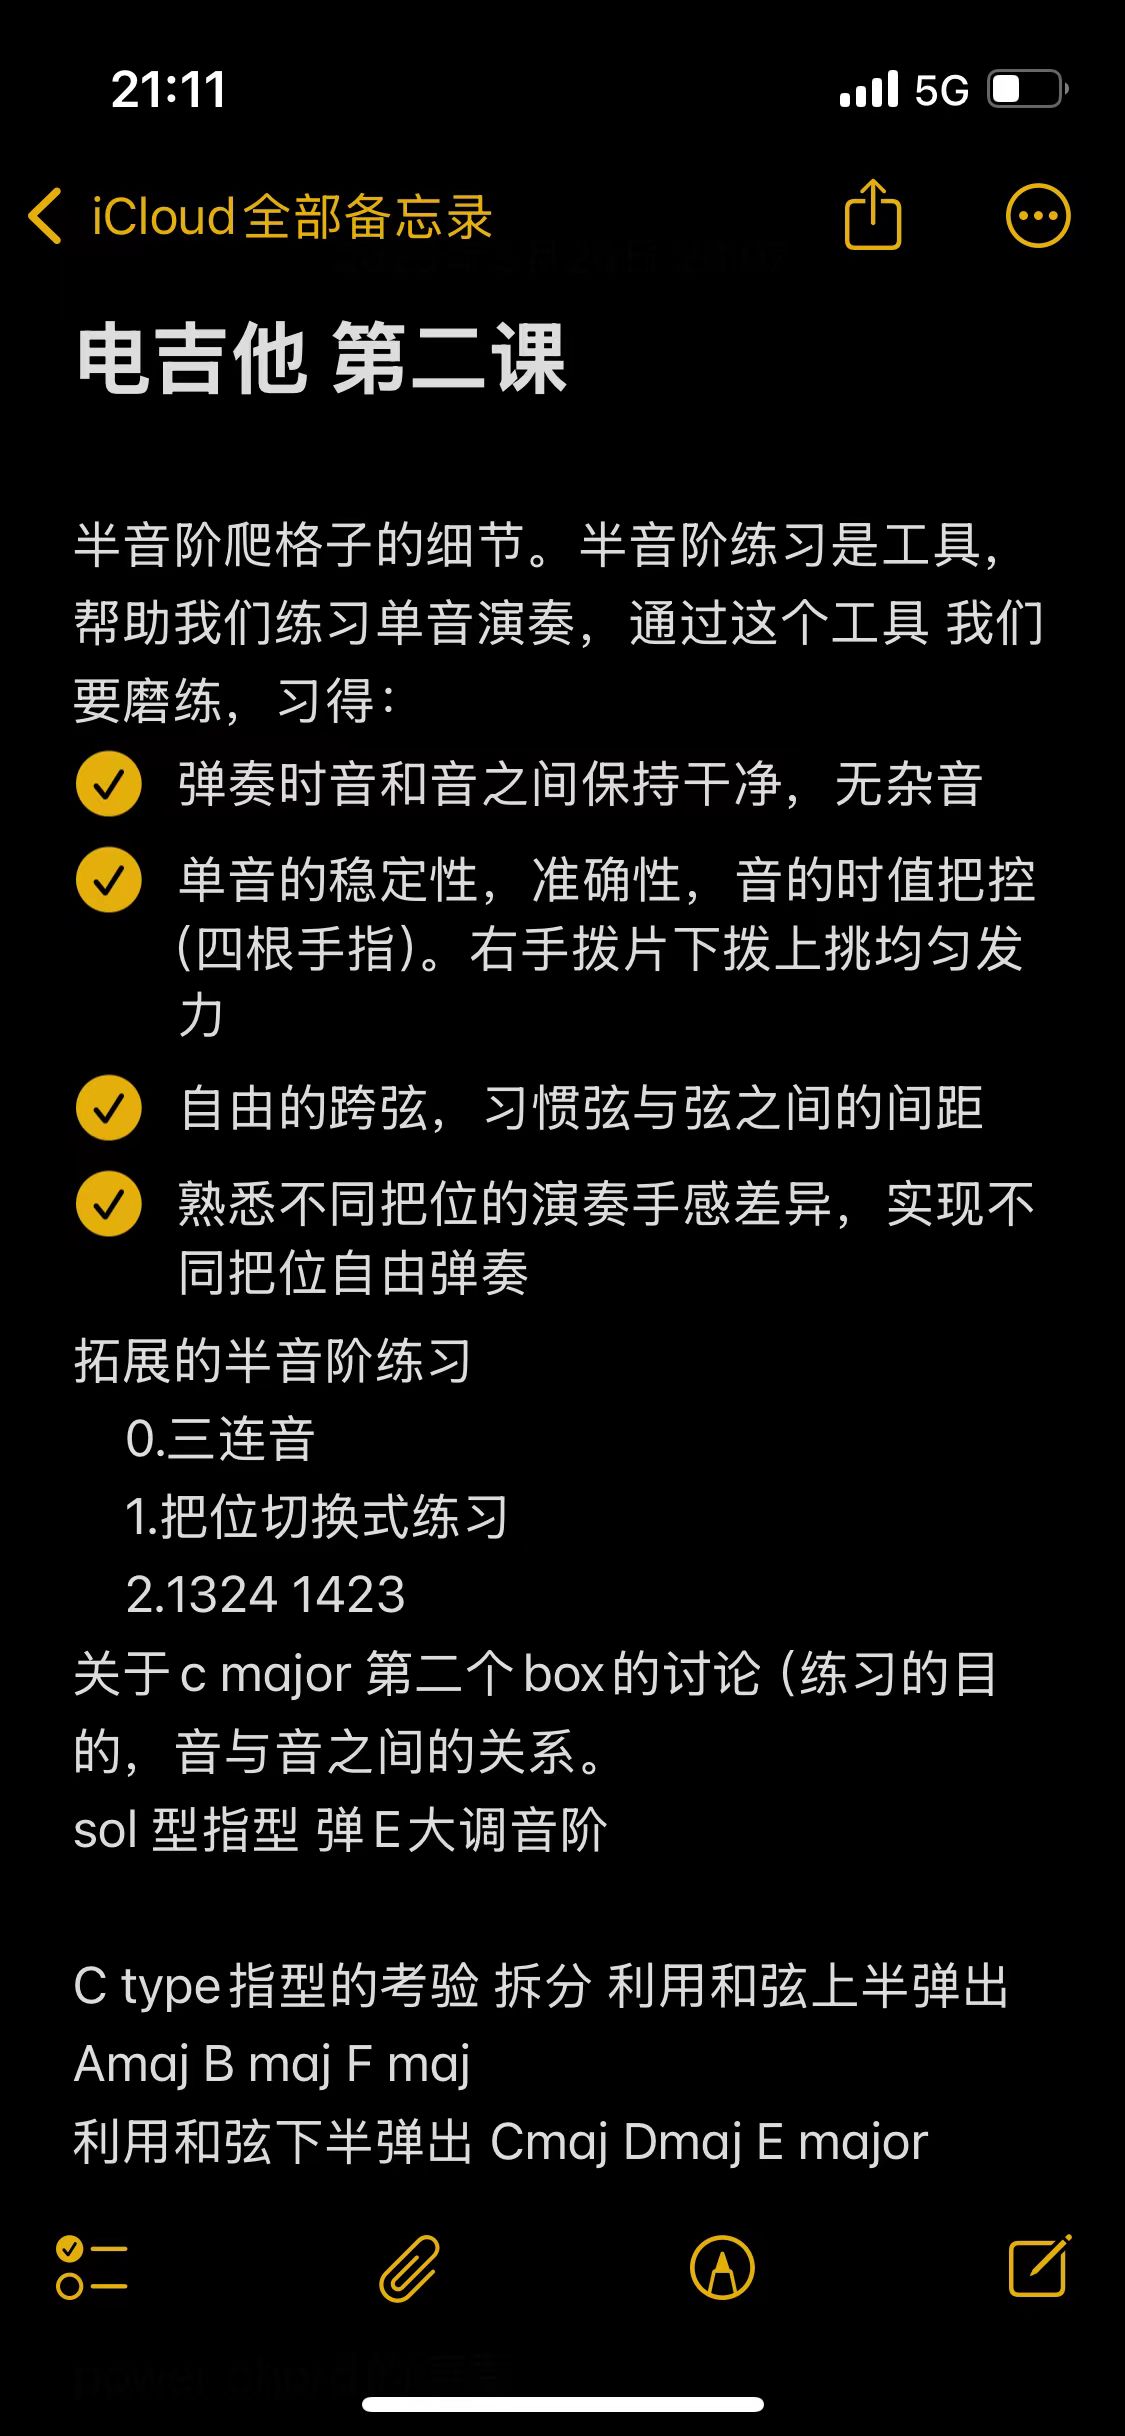 21:11
5G
iCloud全部备忘录
电吉他 第二课
半音阶爬格子的细节。半音阶练习是工具，
帮助我们练习单音演奏，通过这个工具 我们
要磨练，习得：
弹奏时音和音之间保持干净，无杂音
单音的稳定性，准确性，音的时值把控
(四根手指)。右手拨片下拨上挑均匀发
力
自由的跨弦，习惯弦与弦之间的间距
熟悉不同把位的演奏手感差异，实现不
同把位自由弹奏
拓展的半音阶练习
0.三连音
1.把位切换式练习
2.1324 1423
关于c major 第二个box的讨论（练习的目
的，音与音之间的关系。
sol 型指型 弹E大调音阶
C type指型的考验 拆分 利用和弦上半弹出
Amaj B maj F maj
利用和弦下半弹出 Cmaj Dmaj E major